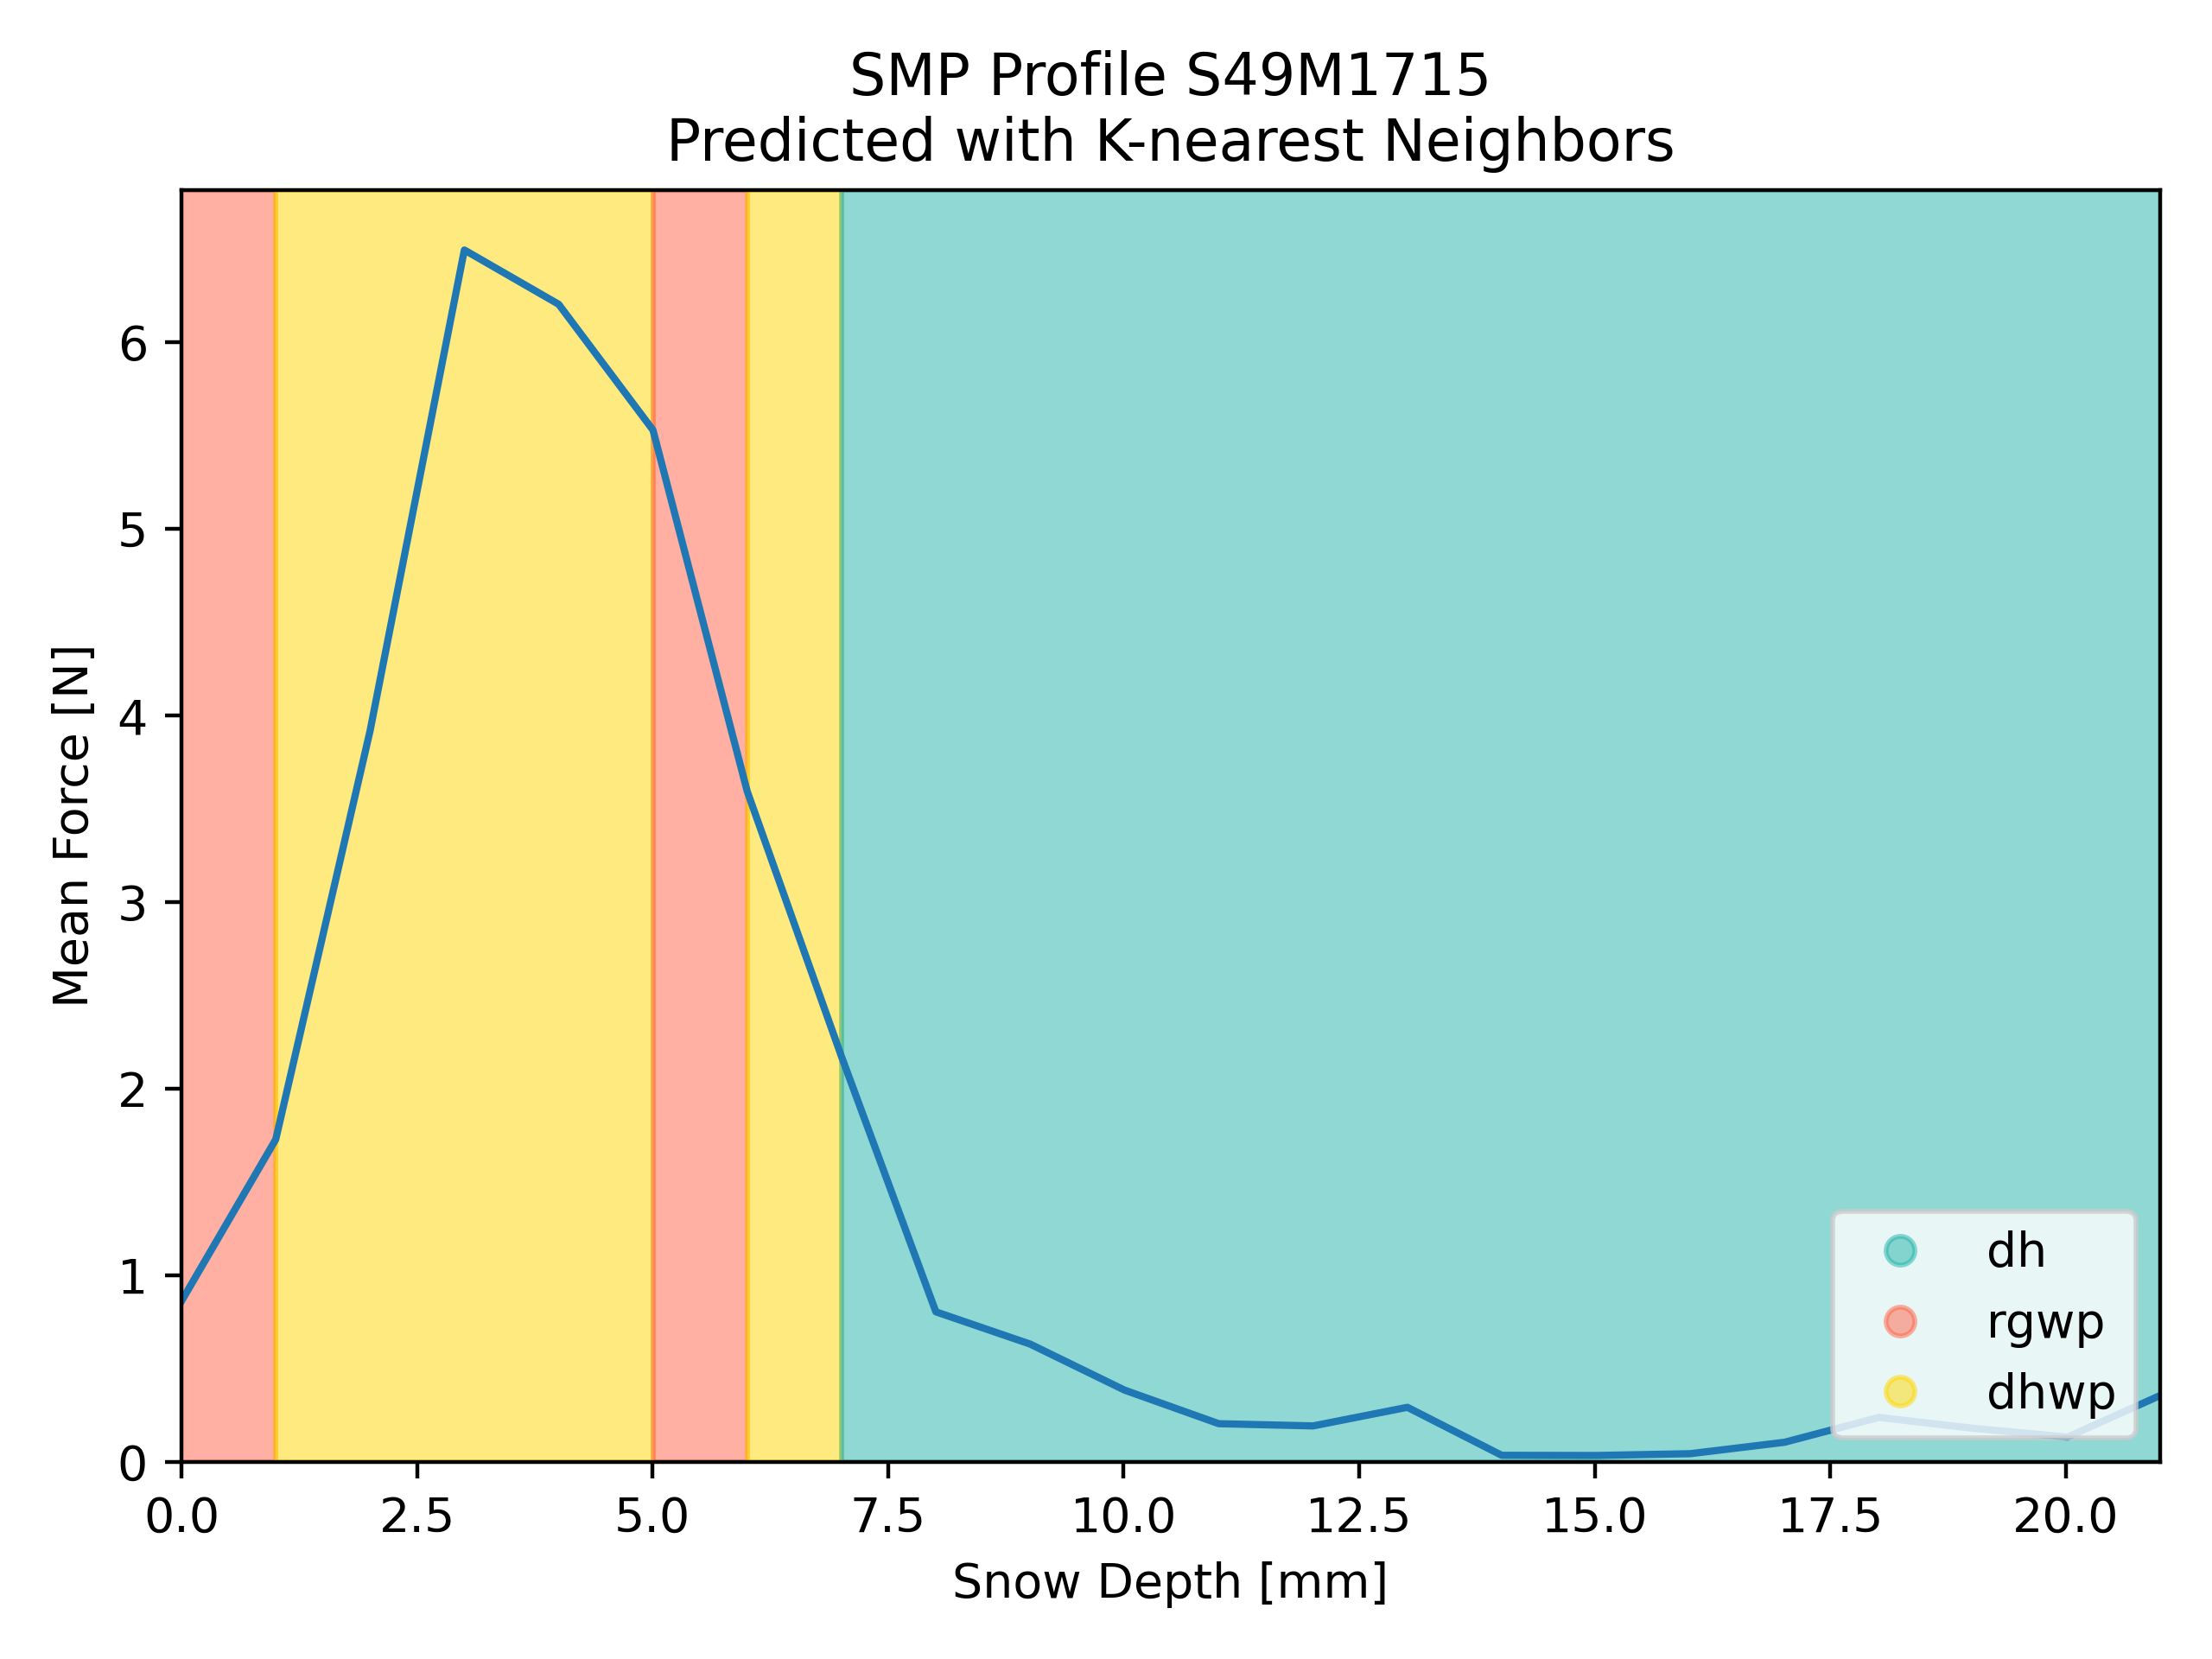 SMP Profile S49M1715
Predicted with K-nearest Neighbors
Mean Force [N]
6
5
4
3
2
1
0
dh
rgwp
dhwp
0.0 2.5 5.0 7.5 10.0 12.5 15.0 17.5 20.0
Snow Depth [mm]